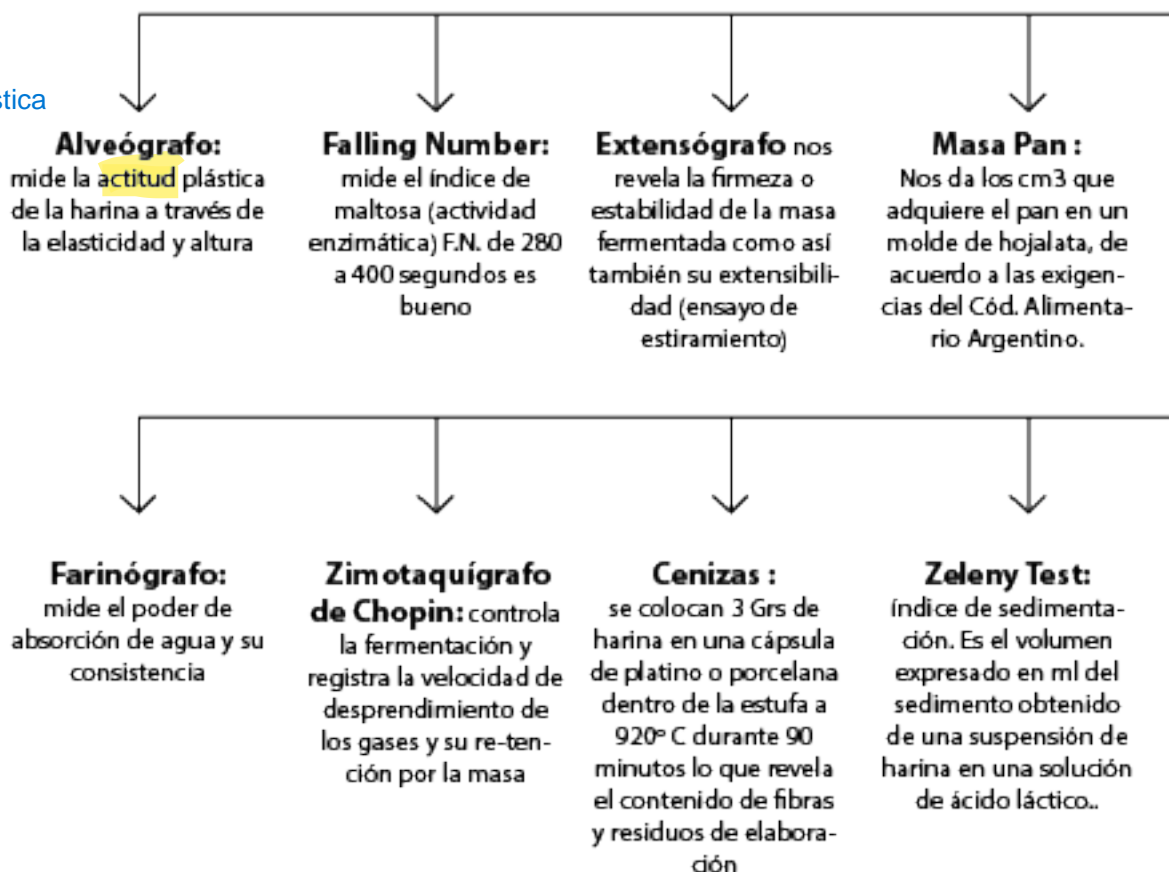 stica
Alveógrafo:
mide la actitud plástica
de la harina a través de
la elasticidad y altura
Falling Number:
mide el índice de
maltosa (actividad
enzimática) F.N. de 280
a 400 segundos es
bueno
Extensógrafo nos
revela la firmeza o
estabilidad de la masa
fermentada como así
también su extensibili-
dad (ensayo de
estiramiento)
Masa Pan :
Nos da los cm3 que
adquiere el pan en un
molde de hojalata, de
acuerdo a las exigen-
cias del Cód. Alimenta-
rio Argentino.
Farinógrafo:
mide el poder de
absorción de agua y su
consistencia
Zimotaquígrafo
de Chopin: controla
la fermentación y
registra la velocidad de
desprendimiento de
los gases y su re-ten-
ción por la masa
Cenizas :
se colocan 3 Grs de
harina en una cápsula
de platino o porcelana
dentro de la estufa a
920º C durante 90
minutos lo que revela
el contenido de fibras
y residuos de elabora-
ción
Zeleny Test:
índice de sedimenta-
ción. Es el volumen
expresado en ml del
sedimento obtenido
de una suspensión de
harina en una solución
de ácido láctico..